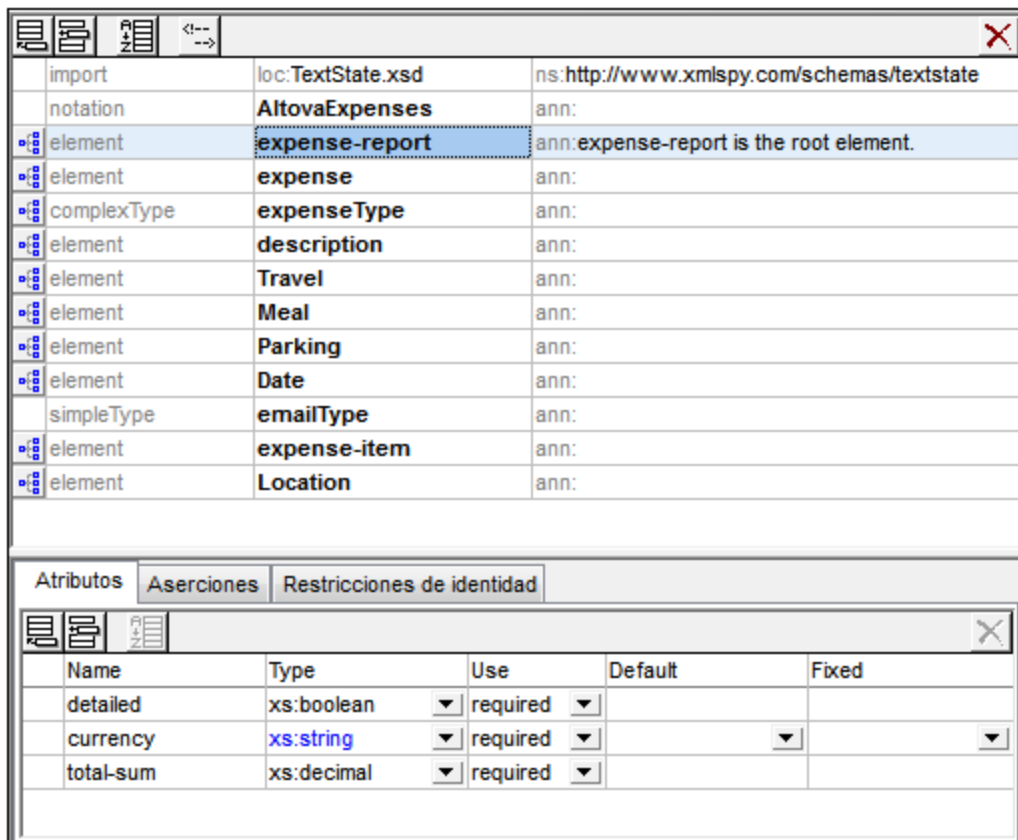 import loc:TextState.xsd ns:http://www.xmlspy.com/schemas/textstate
notation AltovaExpenses ann:
element expense-report ann:expense-report is the root element.
element expense ann:
complexType expenseType ann:
element description ann:
element Travel ann:
element Meal ann:
element Parking ann:
element Date ann:
simpleType emailType ann:
element expense-item ann:
element Location ann:
Atributos Aserciones Restricciones de identidad
Name Type Use Default Fixed
detailed xs:boolean required
currency xs:string required
total-sum xs:decimal required